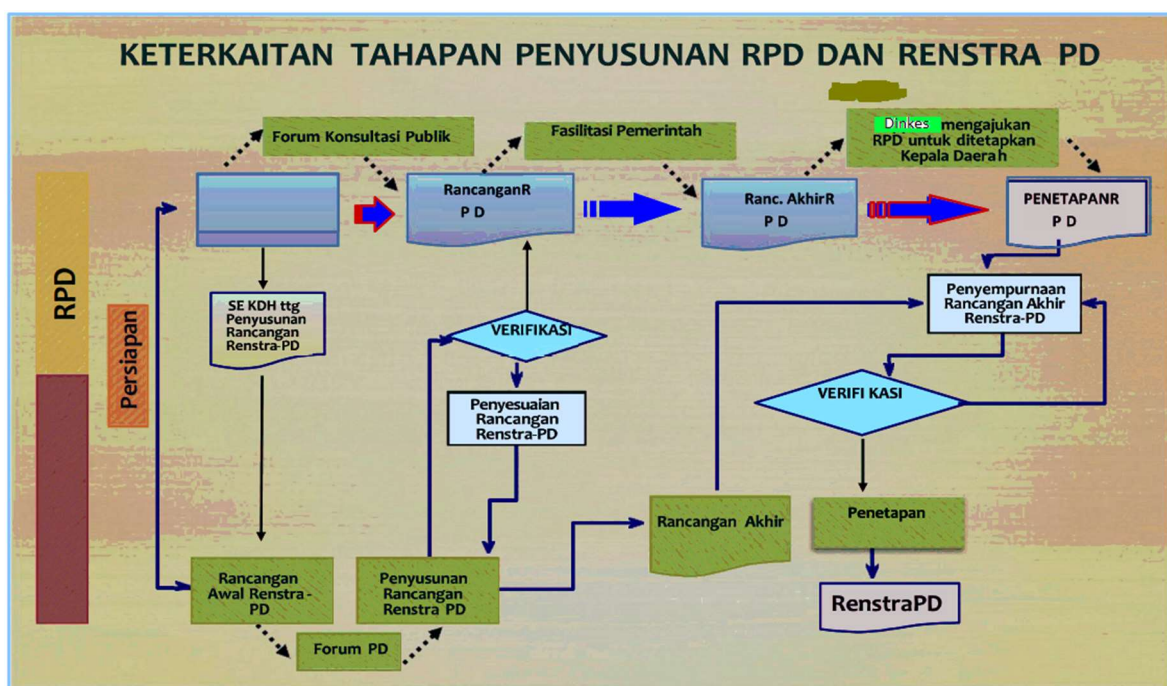 KETERKAITAN TAHAPAN PENYUSUNAN RPD DAN RENSTRA PD
Forum Konsultasi Publik
Fasilitasi Pemerintah
Dinkes mengajukan
RPD untuk ditetapkan
Kepala Daerah
RancanganR
P D
Ranc. AkhirR
P D
PENETAPANR
P D
RPD
Persiapan
SE KDH ttg
Penyusunan
Rancangan
Renstra-PD
VERIFIKASI
Penyesuaian
Rancangan
Renstra-PD
Penyempurnaan
Rancangan Akhir
Renstra-PD
VERIFI KASI
Rancangan Akhir
Penetapan
Rancangan
Awal Renstra -
PD
Penyusunan
Rancangan
Renstra PD
Forum PD
RenstraPD